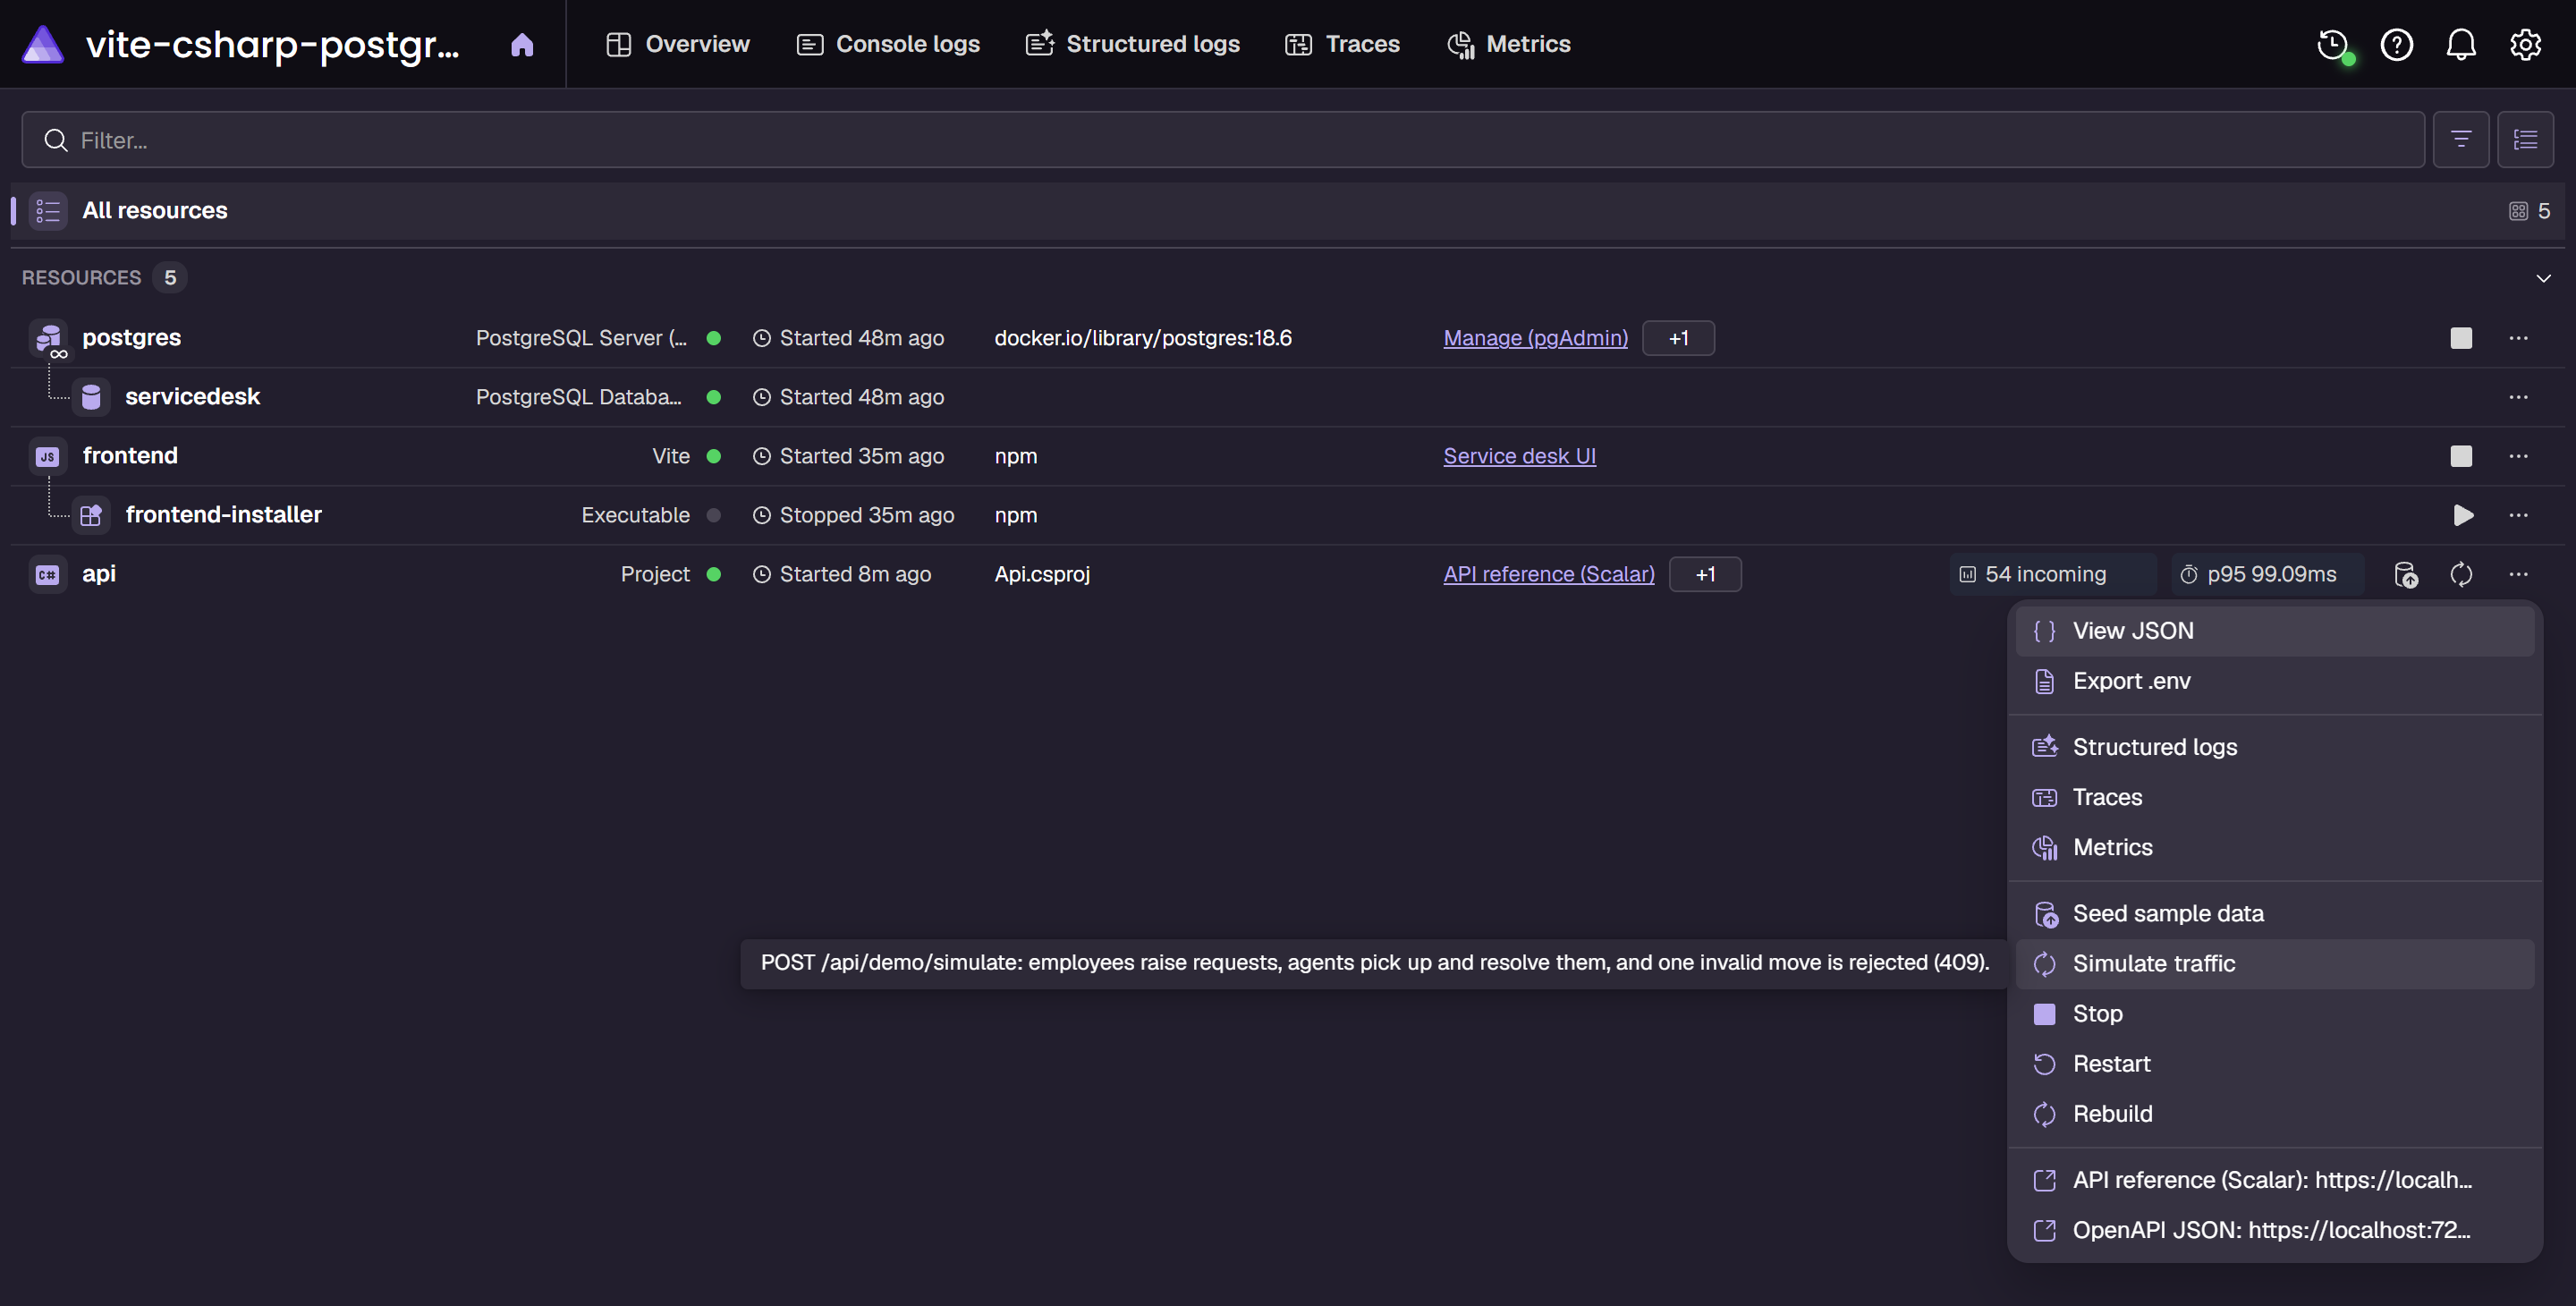 vite-csharp-postgr...
Overview
Console logs
Structured logs
Traces
Metrics
Filter...
All resources
5
RESOURCES 5
postgres PostgreSQL Server (... Started 48m ago docker.io/library/postgres:18.6 Manage (pgAdmin) +1
servicedesk PostgreSQL Databa... Started 48m ago
JS frontend Vite Started 35m ago npm Service desk UI
frontend-installer Executable Stopped 35m ago npm
C# api Project Started 8m ago Api.csproj API reference (Scalar) +1 54 incoming p95 99.09ms
View JSON
Export .env
Structured logs
Traces
Metrics
Seed sample data
POST /api/demo/simulate: employees raise requests, agents pick up and resolve them, and one invalid move is rejected (409).
Simulate traffic
Stop
Restart
Rebuild
API reference (Scalar): https://localh...
OpenAPI JSON: https://localhost:72...